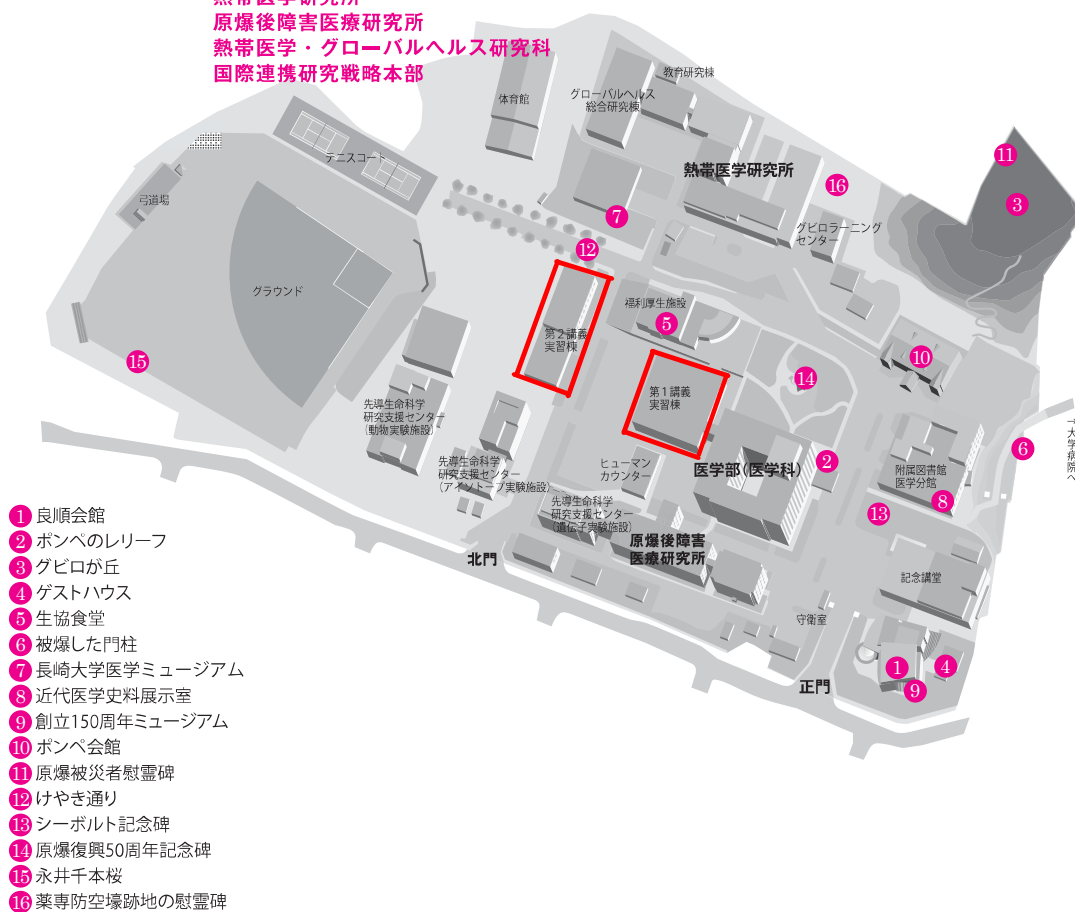 熱帯医学研究所
原爆後障害医療研究所
熱帯医学・グローバルヘルス研究科
国際連携研究戦略本部
教育研究棟
体育館
グローバルヘルス
総合研究棟
テニスコート
熱帯医学研究所
11
16
3
弓道場
7
グビロラーニング
センター
12
グラウンド
福利厚生施設
5
第2講義
実習棟
10
15
14
第1講義
実習棟
先導生命科学
研究支援センター
(動物実験施設)
↑大学病院へ
6
先導生命科学
研究支援センター
(アイソトープ実験施設)
ヒューマン
カウンター
医学部(医学科)
2
附属図書館
医学分館
8
先導生命科学
研究支援センター
(遺伝子実験施設)
13
原爆後障害
医療研究所
北門
記念講堂
守衛室
1
4
9
正門
1 良順会館
2 ポンペのレリーフ
3 グビロが丘
4 ゲストハウス
5 生協食堂
6 被爆した門柱
7 長崎大学医学ミュージアム
8 近代医学史料展示室
9 創立150周年ミュージアム
10 ポンペ会館
11 原爆被災者慰霊碑
12 けやき通り
13 シーボルト記念碑
14 原爆復興50周年記念碑
15 永井千本桜
16 薬専防空壕跡地の慰霊碑